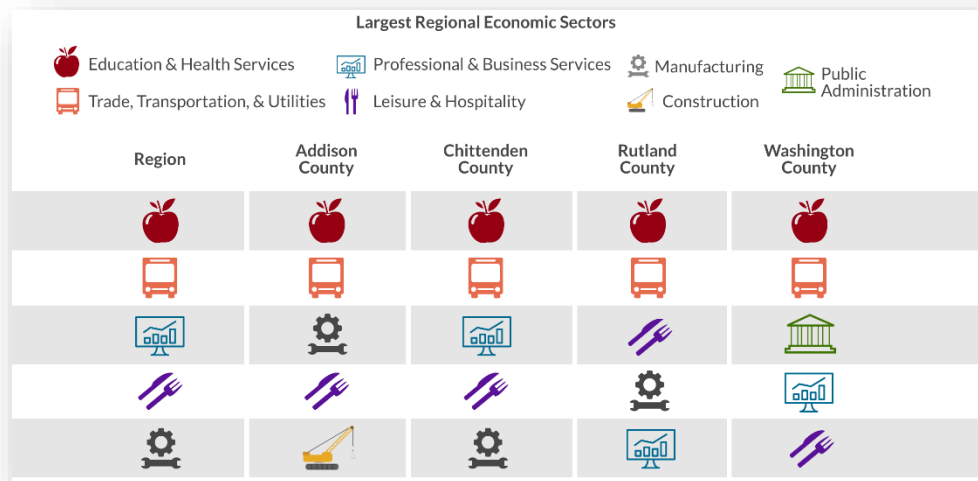 Largest Regional Economic Sectors
Education & Health Services
Professional & Business Services
Manufacturing
Public
Administration
Trade, Transportation, & Utilities
Leisure & Hospitality
Construction
Region
Addison
County
Chittenden
County
Rutland
County
Washington
County